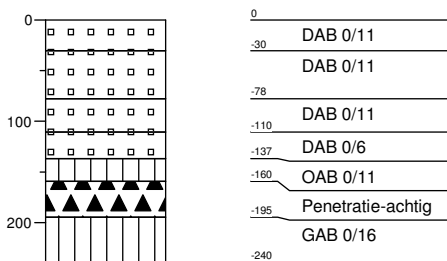 0
100
200
0
-30
DAB 0/11
DAB 0/11
-78
DAB 0/11
-110
DAB 0/6
-137
OAB 0/11
-160
Penetratie-achtig
-195
GAB 0/16
-240